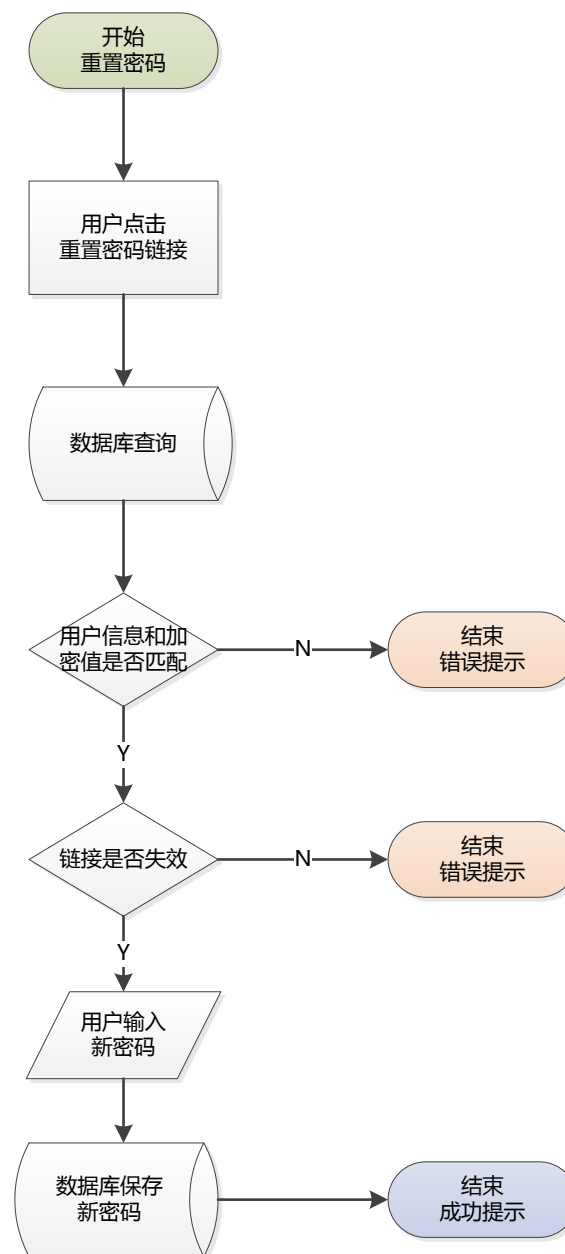 开始
重置密码
用户点击
重置密码链接
数据库查询
用户信息和加
密值是否匹配
N
结束
错误提示
Y
链接是否失效
N
结束
错误提示
Y
用户输入
新密码
数据库保存
新密码
结束
成功提示